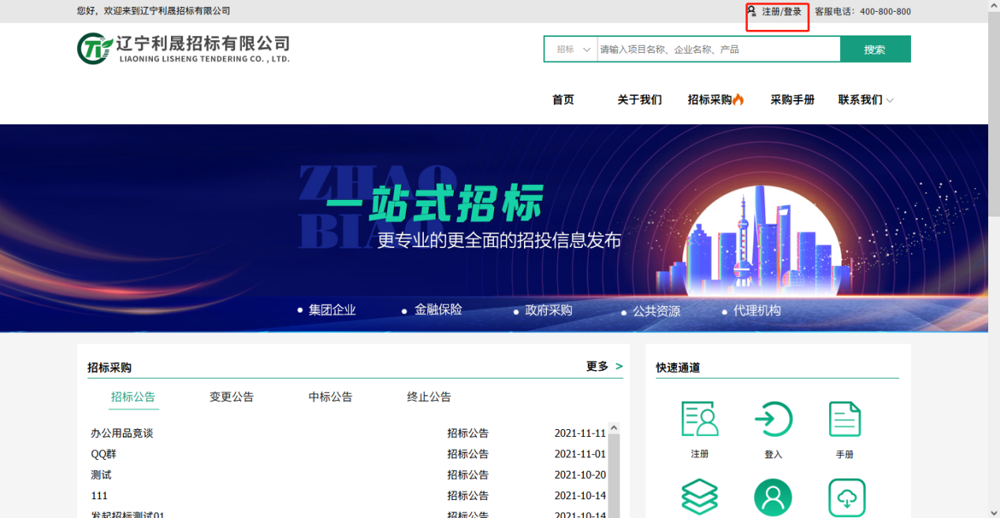 您好，欢迎来到辽宁利晟招标有限公司
注册/登录 客服电话：400-800-800
辽宁利晟招标有限公司
LIAONING LISHENG TENDERING CO., LTD.
招标 请输入项目名称、企业名称、产品 搜索
首页 关于我们 招标采购 采购手册 联系我们
ZHAO
BIAO
一站式招标
更专业的更全面的招投信息发布
集团企业 金融保险 政府采购 公共资源 代理机构
招标采购 更多 >
快速通道
招标公告 变更公告 中标公告 终止公告
办公用品竟谈 招标公告 2021-11-11
QQ群 招标公告 2021-11-01
测试 招标公告 2021-10-20
111 招标公告 2021-10-14
发起招标测试01 招标公告 2021-10-14
注册 登入 手册